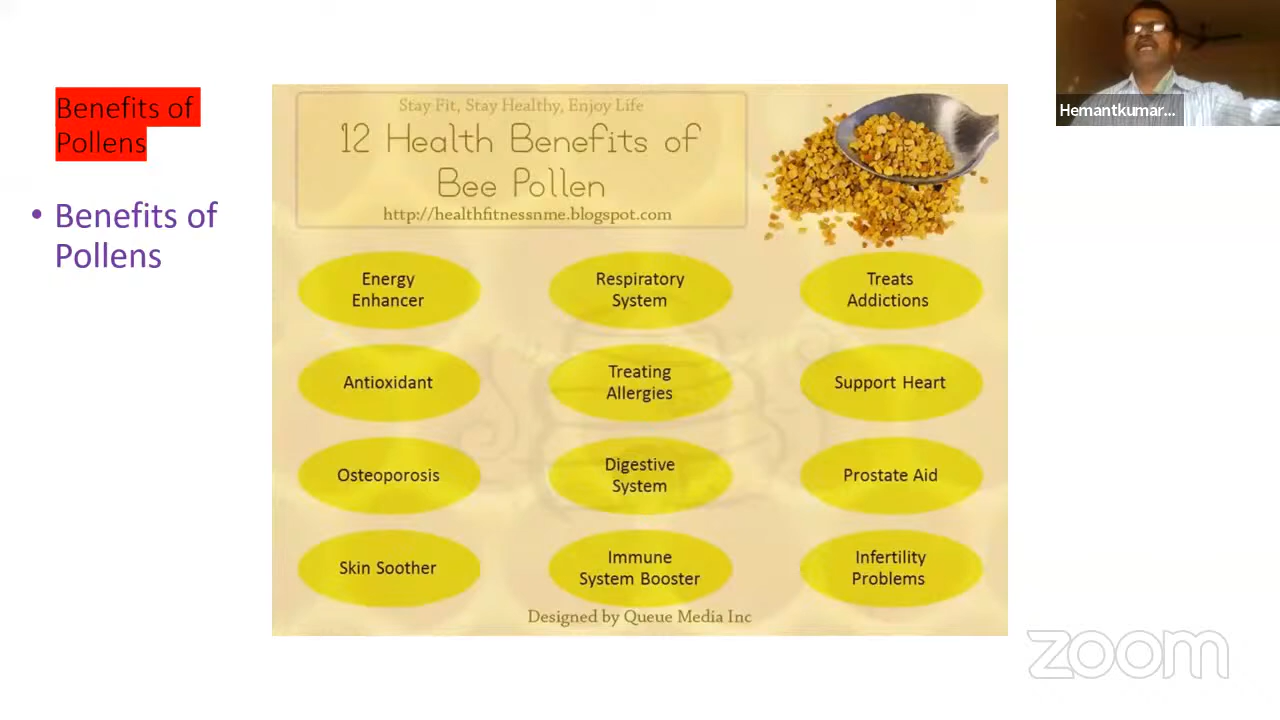 Benefits of
Pollens
• Benefits of
Pollens
Stay Fit, Stay Healthy, Enjoy Life
12 Health Benefits of
Bee Pollen
http://healthfitnessnme.blogspot.com
Energy
Enhancer
Respiratory
System
Treats
Addictions
Antioxidant
Treating
Allergies
Support Heart
Osteoporosis
Digestive
System
Prostate Aid
Skin Soother
Immune
System Booster
Infertility
Problems
Designed by Queue Media Inc
Hemantkumar...
zoom